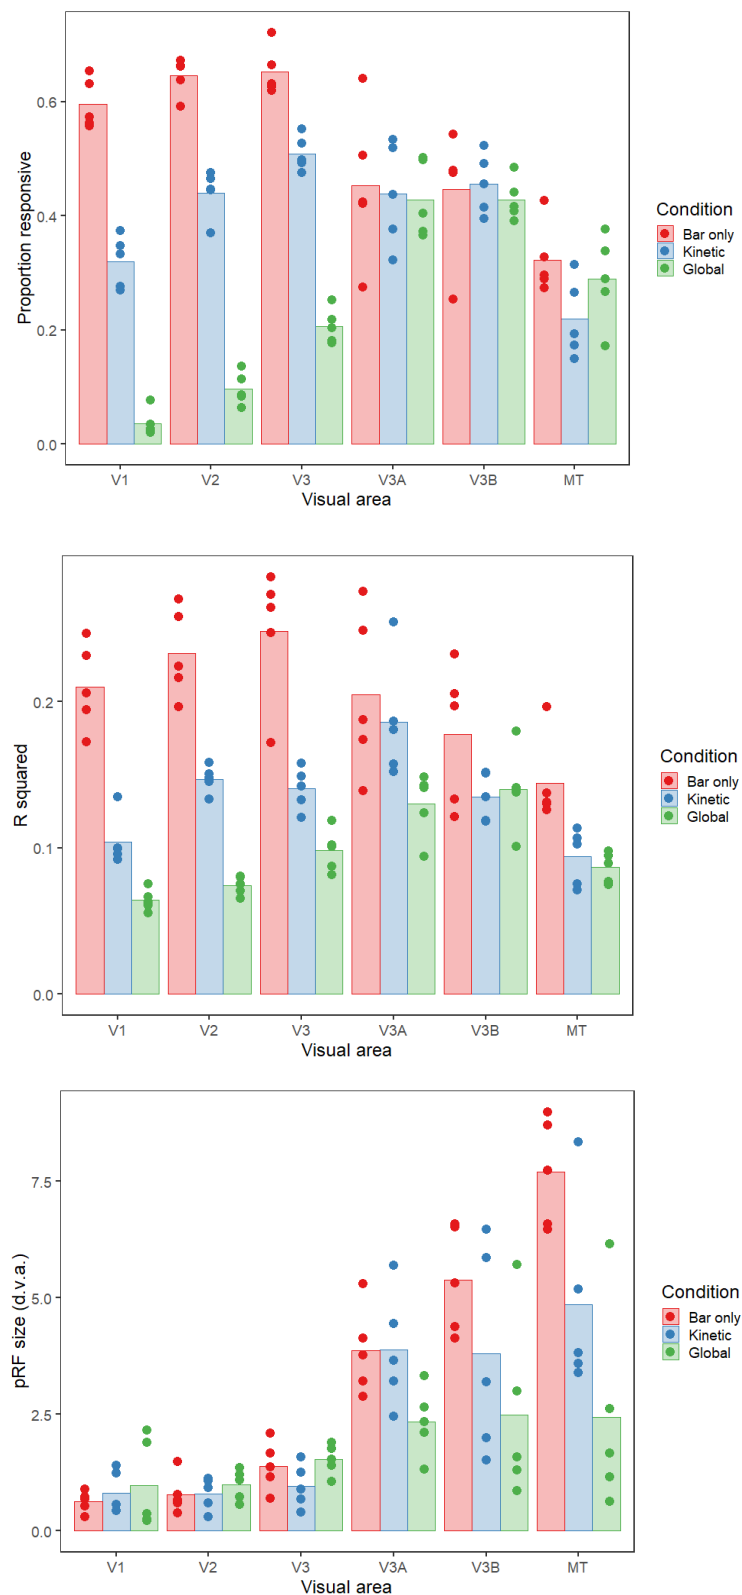 Proportion responsive
0.6
0.4
0.2
0.0
V1 V2 V3 V3A V3B MT
Visual area
Condition
Bar only
Kinetic
Global
R squared
0.2
0.1
0.0
V1 V2 V3 V3A V3B MT
Visual area
Condition
Bar only
Kinetic
Global
pRF size (d.v.a.)
7.5
5.0
2.5
0.0
V1 V2 V3 V3A V3B MT
Visual area
Condition
Bar only
Kinetic
Global